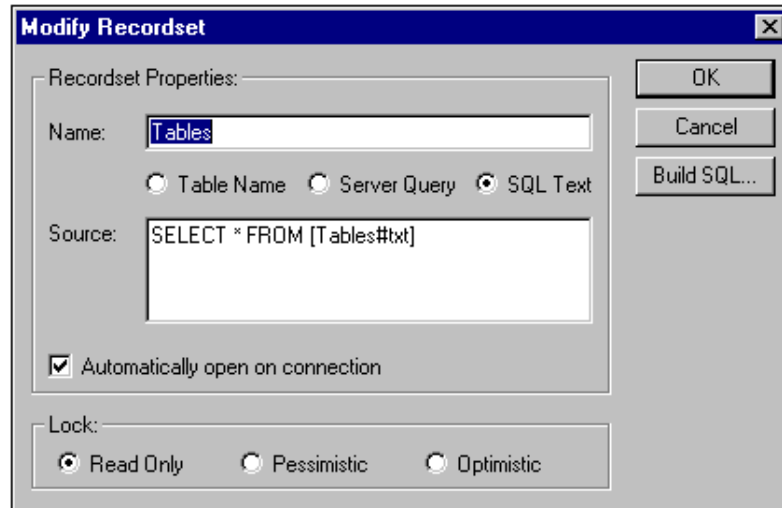 Modify Recordset
Recordset Properties:
OK
Name: Tables
Cancel
Table Name Server Query SQL Text
Build SQL...
Source: SELECT * FROM [Tables#txt]
Automatically open on connection
Lock:
Read Only Pessimistic Optimistic